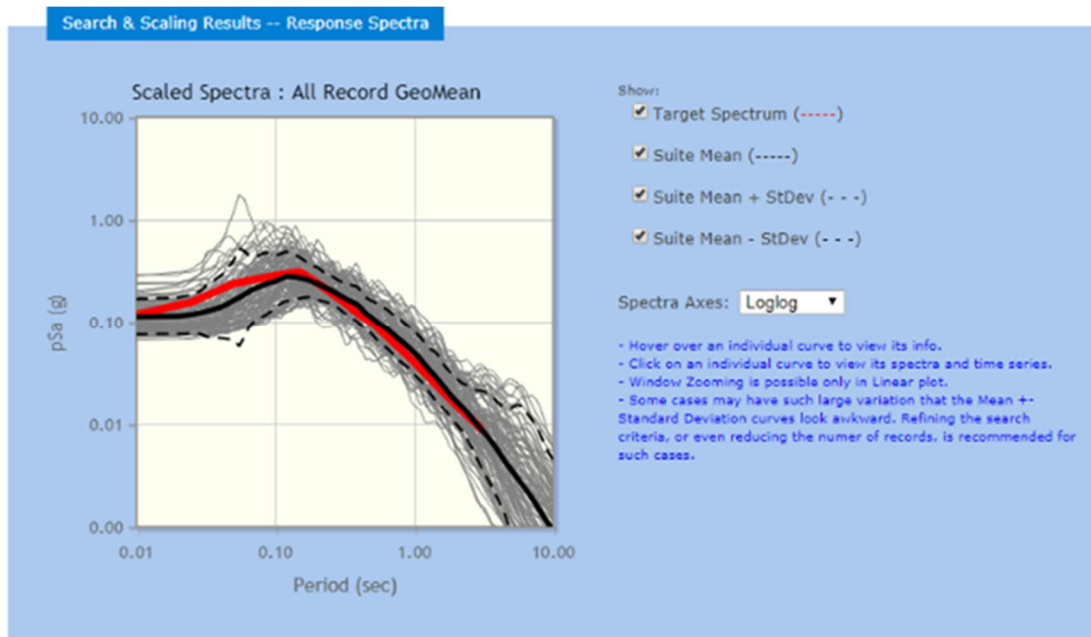 Search & Scaling Results -- Response Spectra
Scaled Spectra : All Record GeoMean
10.00
1.00
0.10
0.01
0.00
pSa (g)
0.01 0.10 1.00 10.00
Period (sec)
Show:
Target Spectrum (-----)
Suite Mean (-----)
Suite Mean + StDev (- - -)
Suite Mean - StDev (- - -)
Spectra Axes: Loglog
- Hover over an individual curve to view its info.
- Click on an individual curve to view its spectra and time series.
- Window Zooming is possible only in Linear plot.
- Some cases may have such large variation that the Mean +-
Standard Deviation curves look awkward. Refining the search
criteria, or even reducing the numer of records, is recommended for
such cases.